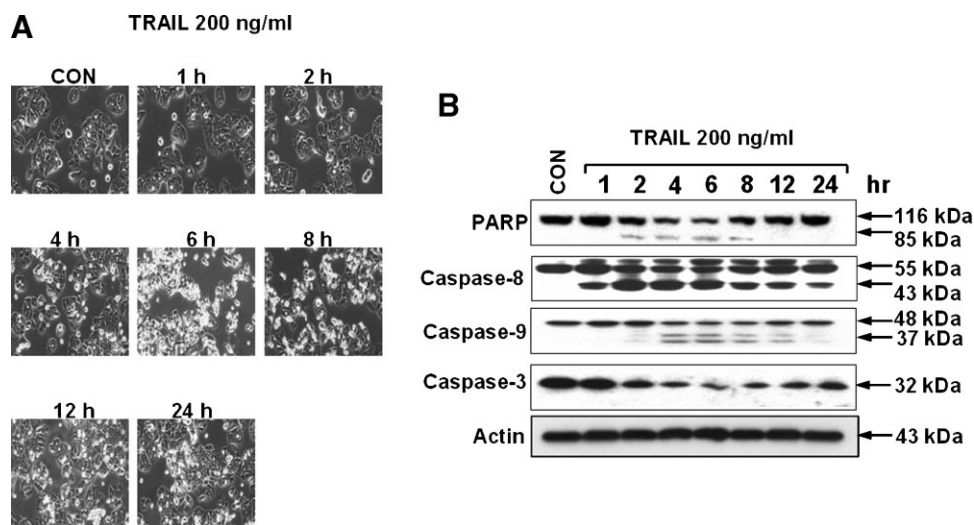 A
TRAIL 200 ng/ml
CON
1 h
2 h
4 h
6 h
8 h
12 h
24 h
B
TRAIL 200 ng/ml
CON
1 2 4 6 8 12 24 hr
PARP
116 kDa
85 kDa
Caspase-8
55 kDa
43 kDa
Caspase-9
48 kDa
37 kDa
Caspase-3
32 kDa
Actin
43 kDa